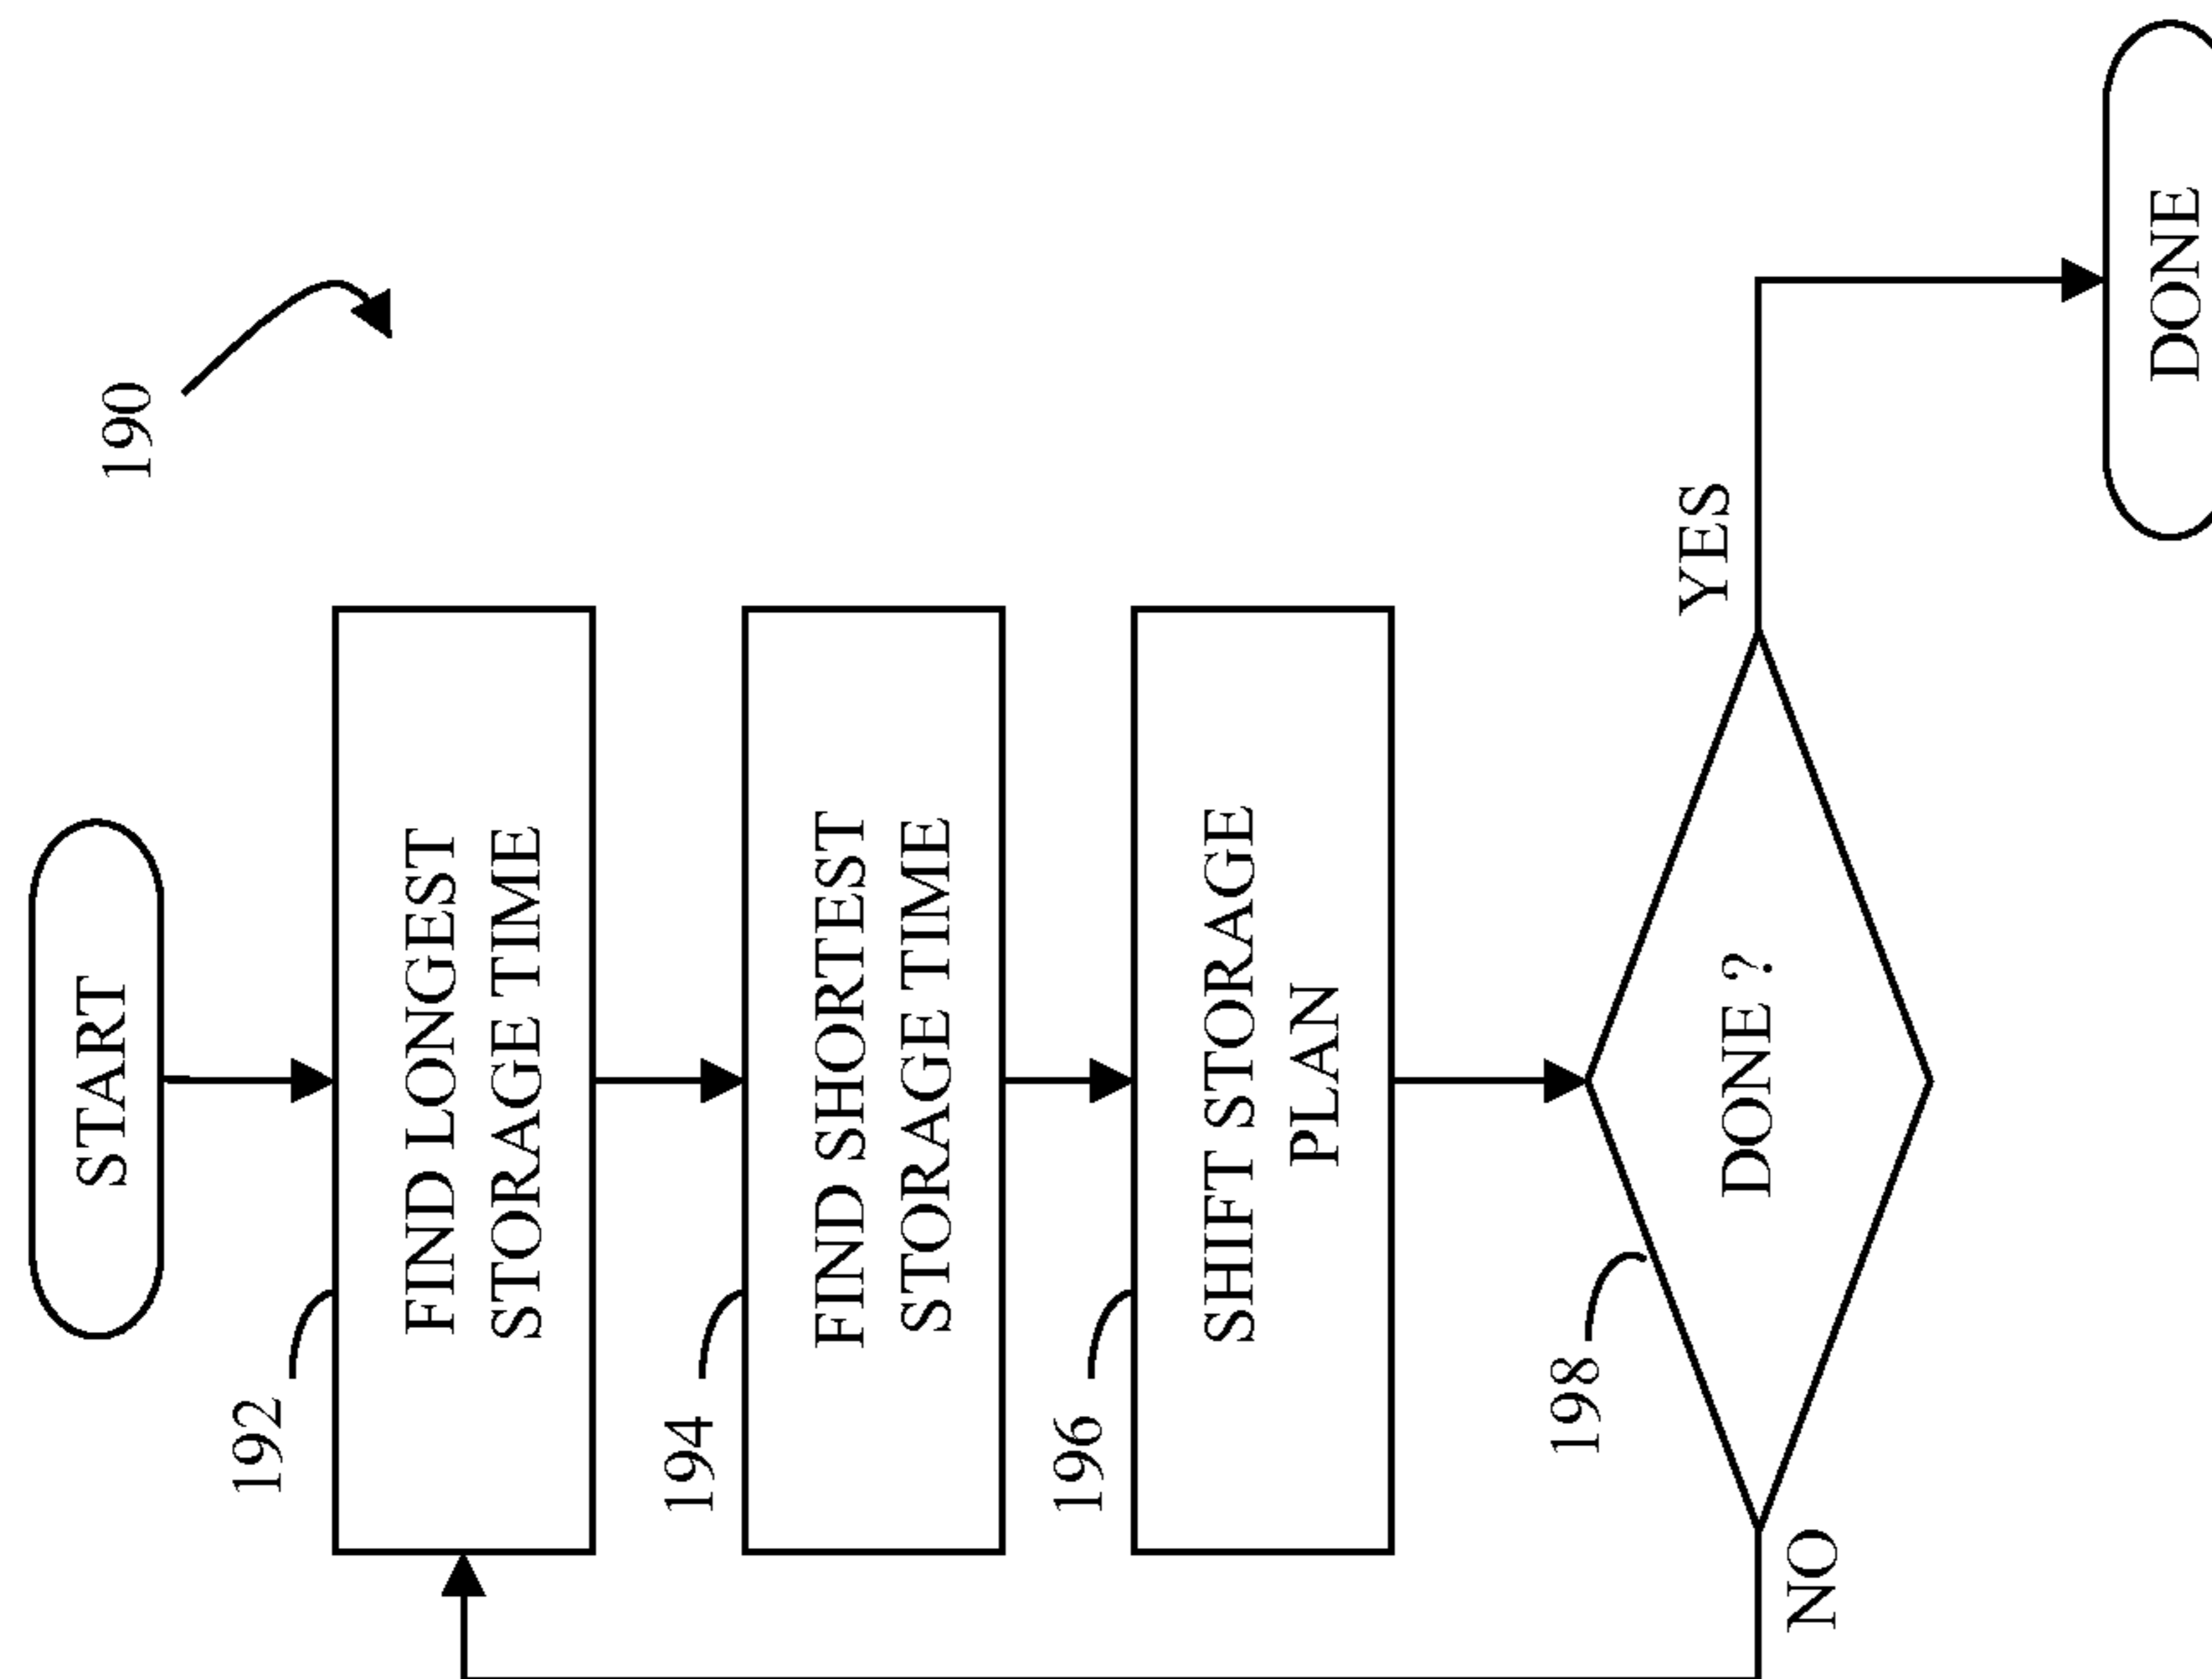 190
START
192
FIND LONGEST
STORAGE TIME
194
FIND SHORTEST
STORAGE TIME
196
SHIFT STORAGE
PLAN
198
DONE ?
NO
YES
DONE